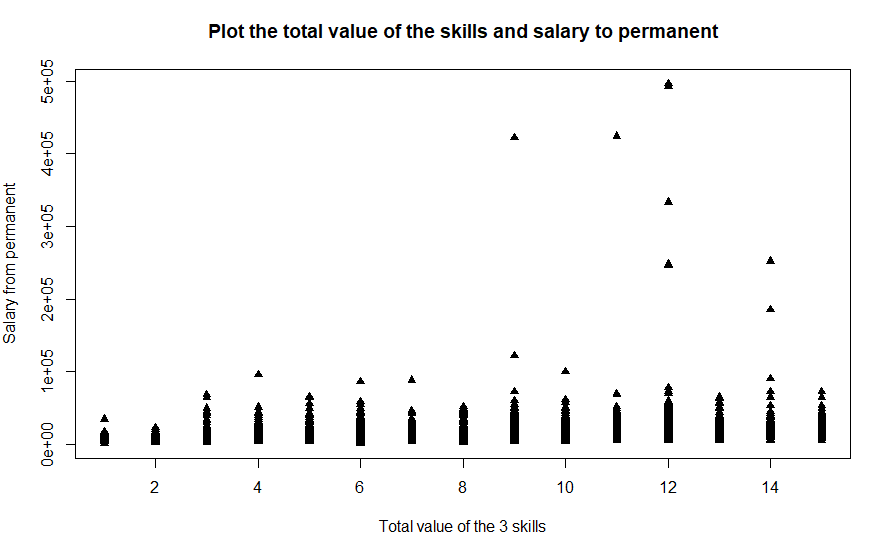 Plot the total value of the skills and salary to permanent
5e+05
4e+05
3e+05
2e+05
1e+05
0e+00
Salary from permanent
2 4 6 8 10 12 14
Total value of the 3 skills